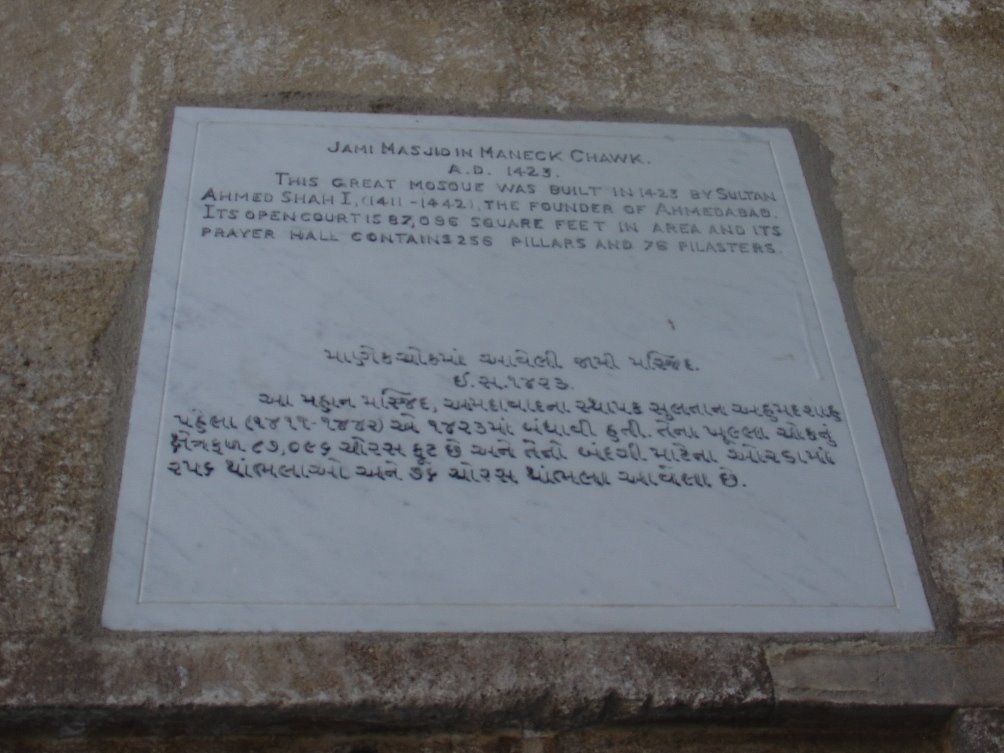 JAMI MASJID IN MANECK CHAWK.
A.D. 1423.
THIS GREAT MOSQUE WAS BUILT IN 1423 BY SULTAN
AHMED SHAH I, (1411-1442), THE FOUNDER OF AHMEDABAD.
ITS OPEN COURT IS 87,096 SQUARE FEET IN AREA AND ITS
PRAYER HALL CONTAINS 256 PILLARS AND 76 PILASTERS.
માણેકચોકમાં આવેલી જામી મસ્જિદ.
ઈ.સ.૧૪૨૩.
આ મહાન મસ્જિદ, અમદાવાદના સ્થાપક સુલતાન અહમદશાહ
પહેલા (૧૪૧૧-૧૪૪૨) એ ૧૪૨૩માં બંધાવી હતી. તેના ખૂલ્લા ચોકનું
ક્ષેત્રફળ ૮૭,૦૯૬ ચોરસ ફૂટ છે અને તેનો બંદગી માટેના ઓરડામાં
૨૫૬ થાંભલાઓ અને ૭૬ ચોરસ થાંભલા આવેલા છે.